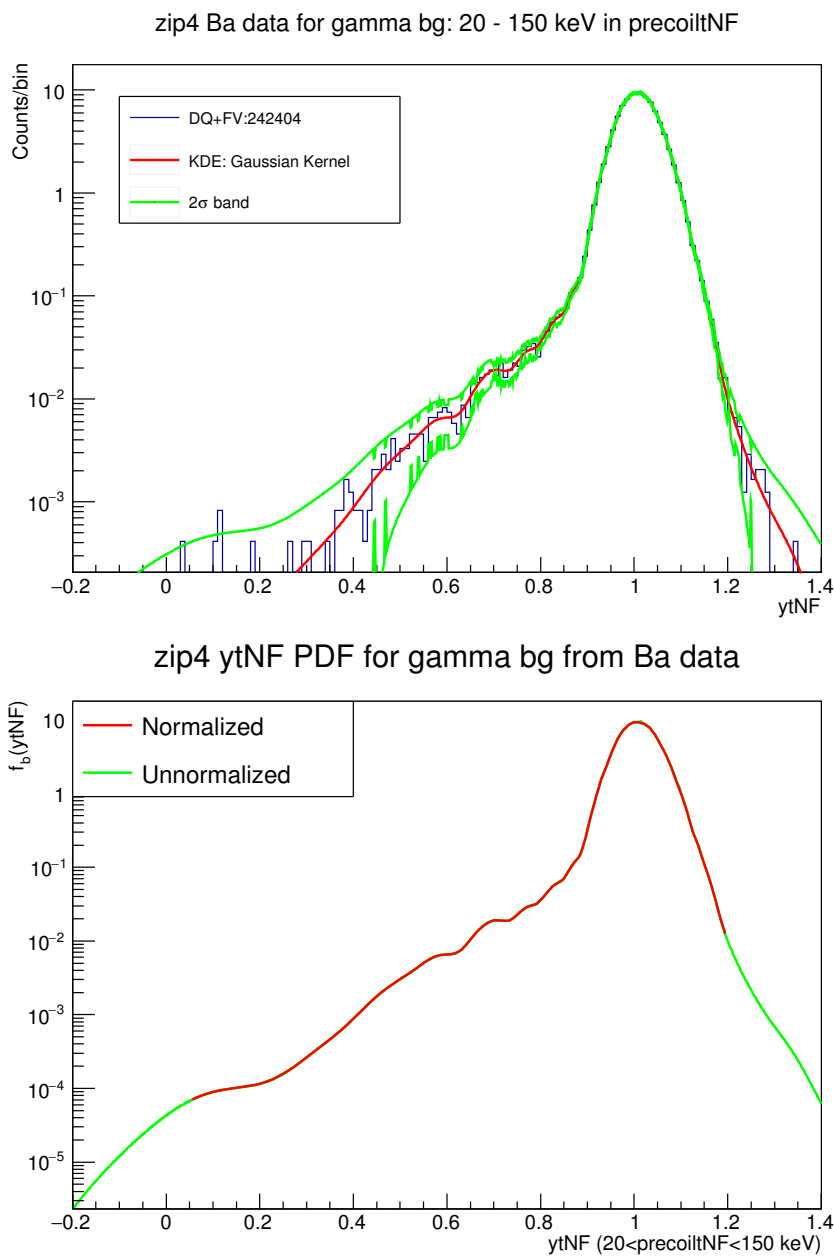 zip4 Ba data for gamma bg: 20 - 150 keV in precoiltNF
Counts/bin
DQ+FV:242404
KDE: Gaussian Kernel
2σ band
10
1
10⁻¹
10⁻²
10⁻³
−0.2 0 0.2 0.4 0.6 0.8 1 1.2 1.4
ytNF
zip4 ytNF PDF for gamma bg from Ba data
f_b(ytNF)
Normalized
Unnormalized
10
1
10⁻¹
10⁻²
10⁻³
10⁻⁴
10⁻⁵
−0.2 0 0.2 0.4 0.6 0.8 1 1.2 1.4
ytNF (20<precoiltNF<150 keV)